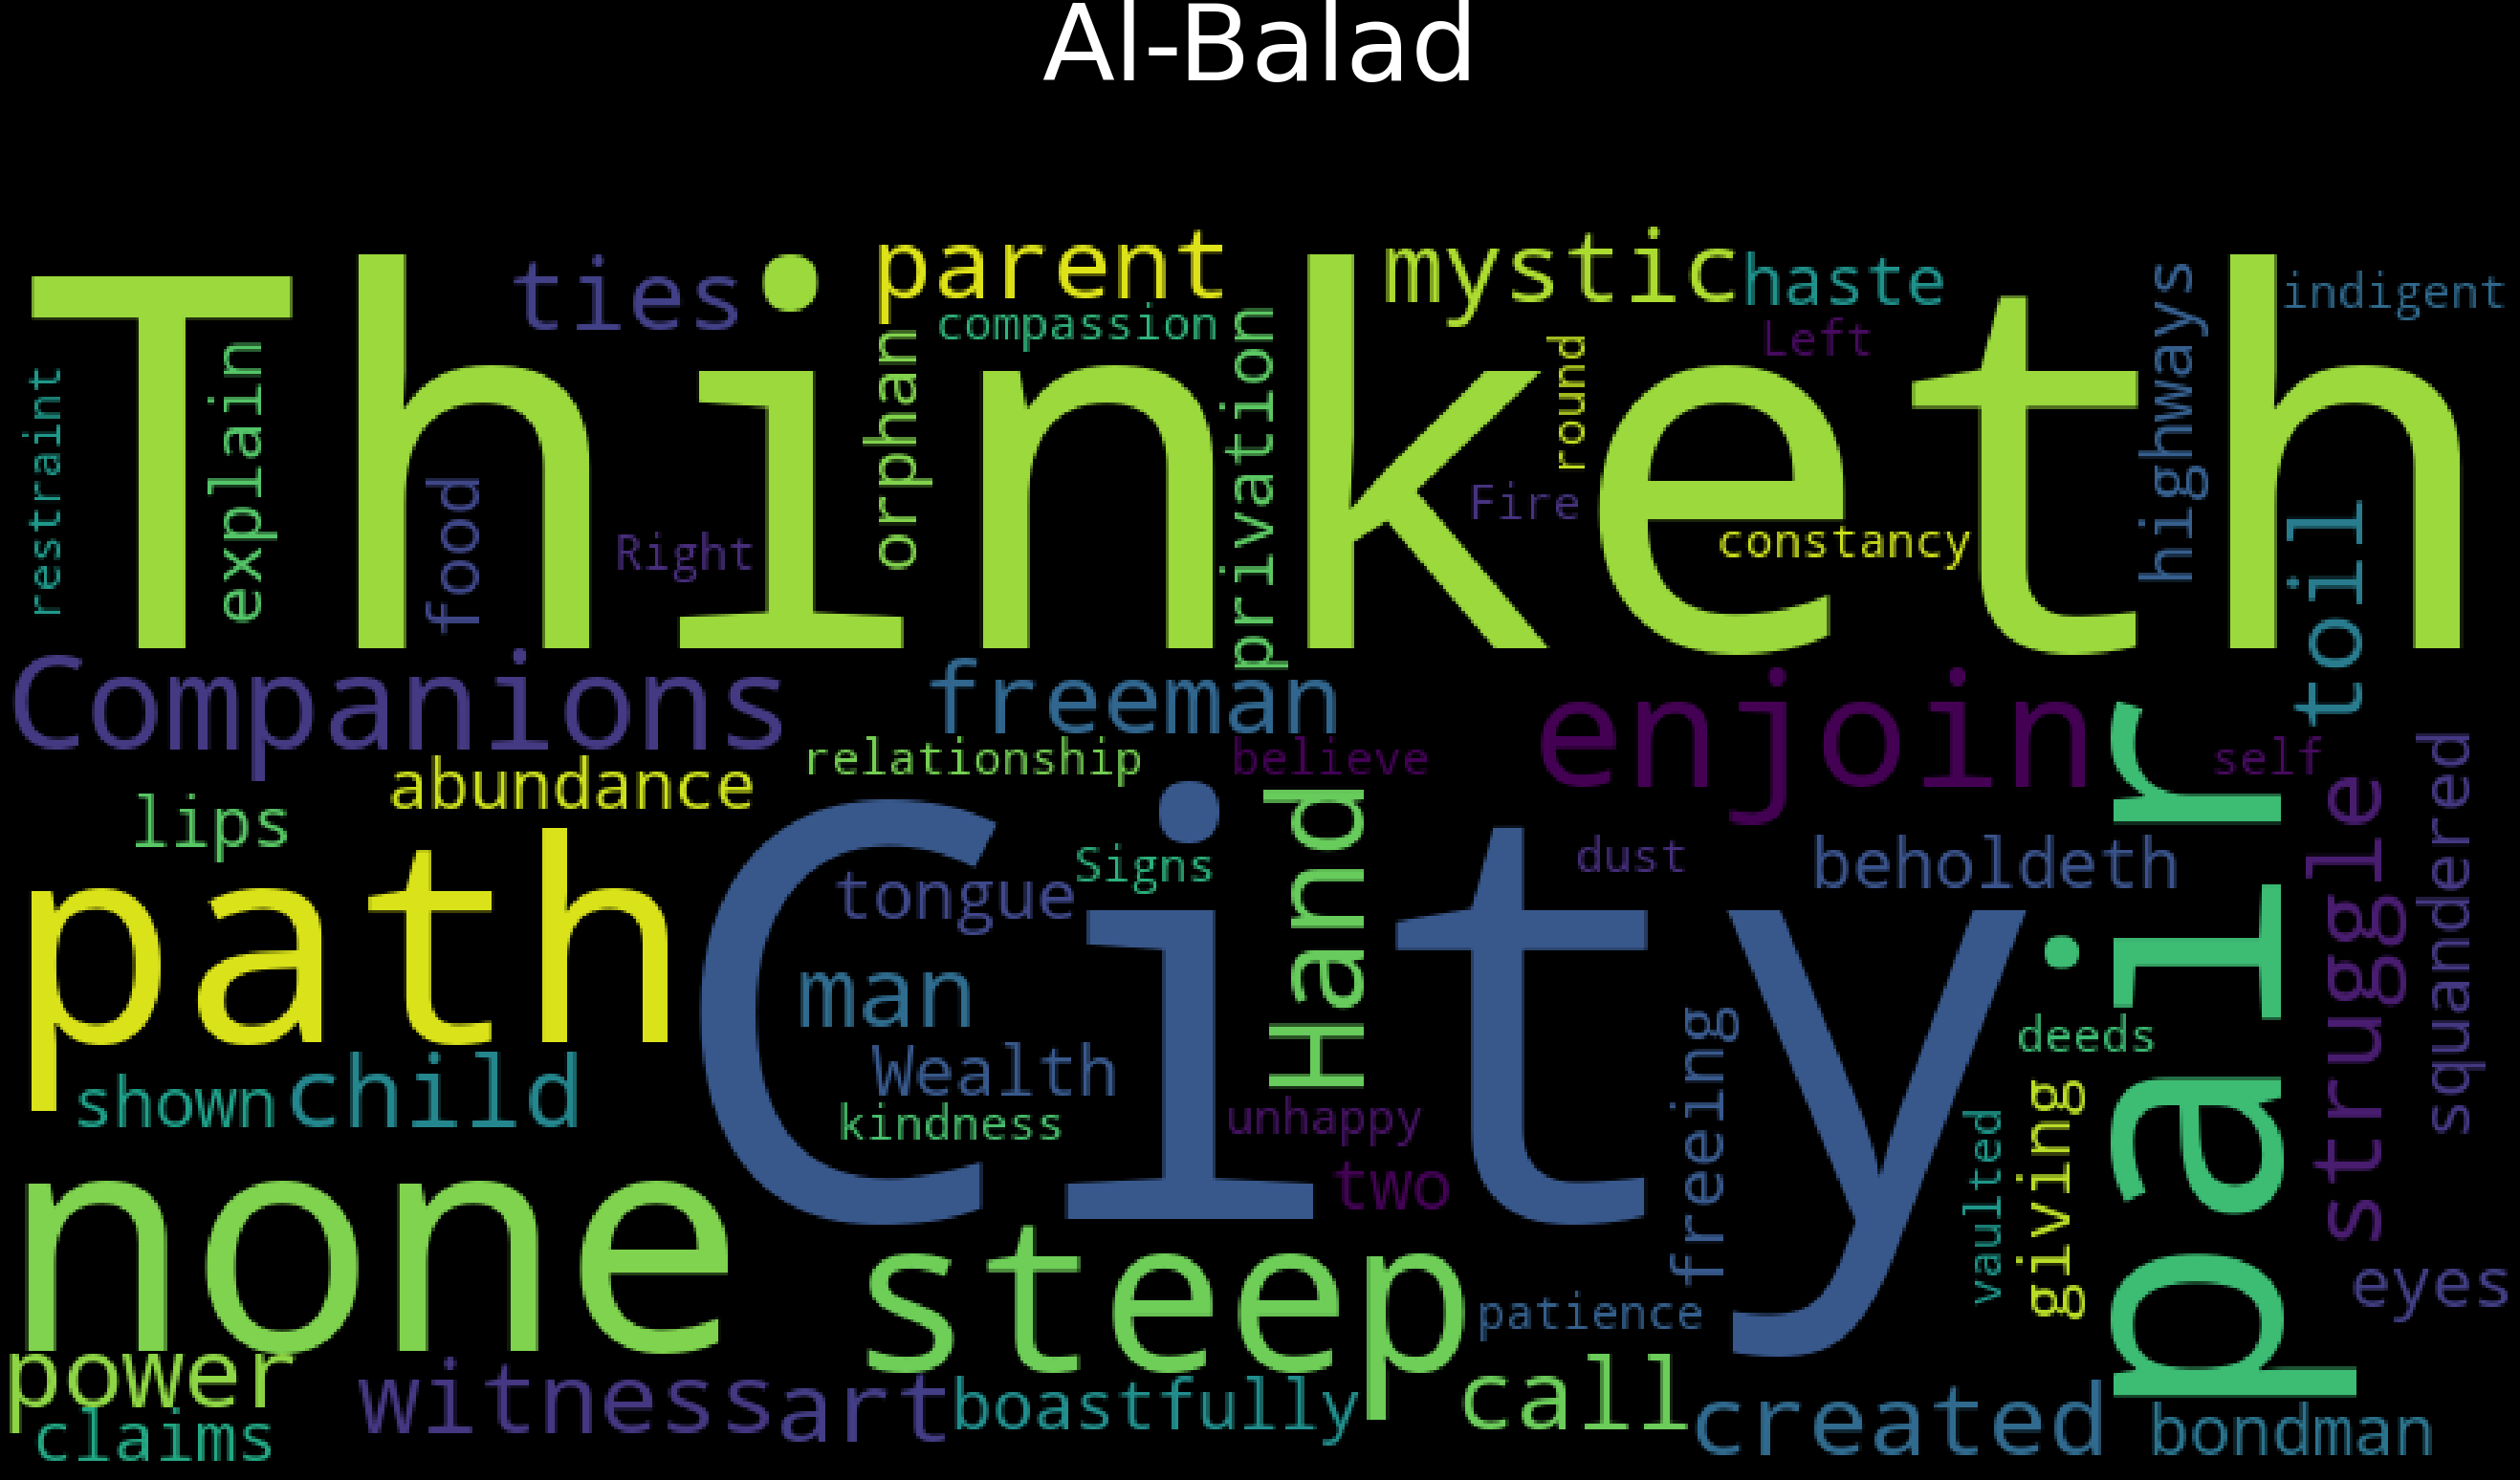 Al-Balad
Thinketh
ties
parent
mystic
haste
indigent
compassion
Left
highways
restraint
explain
food
Right
orphan
privation
round
Fire
constancy
toil
Companions
freeman
enjoin
relationship
believe
self
abundance
lips
path
City
Signs
tongue
Hand
dust
beholdeth
pair
struggle
squandered
man
Wealth
kindness
unhappy
two
freeing
deeds
vaulted
giving
shown
child
none
steep
patience
eyes
power
claims
witness
art
boastfully
call
created
bondman